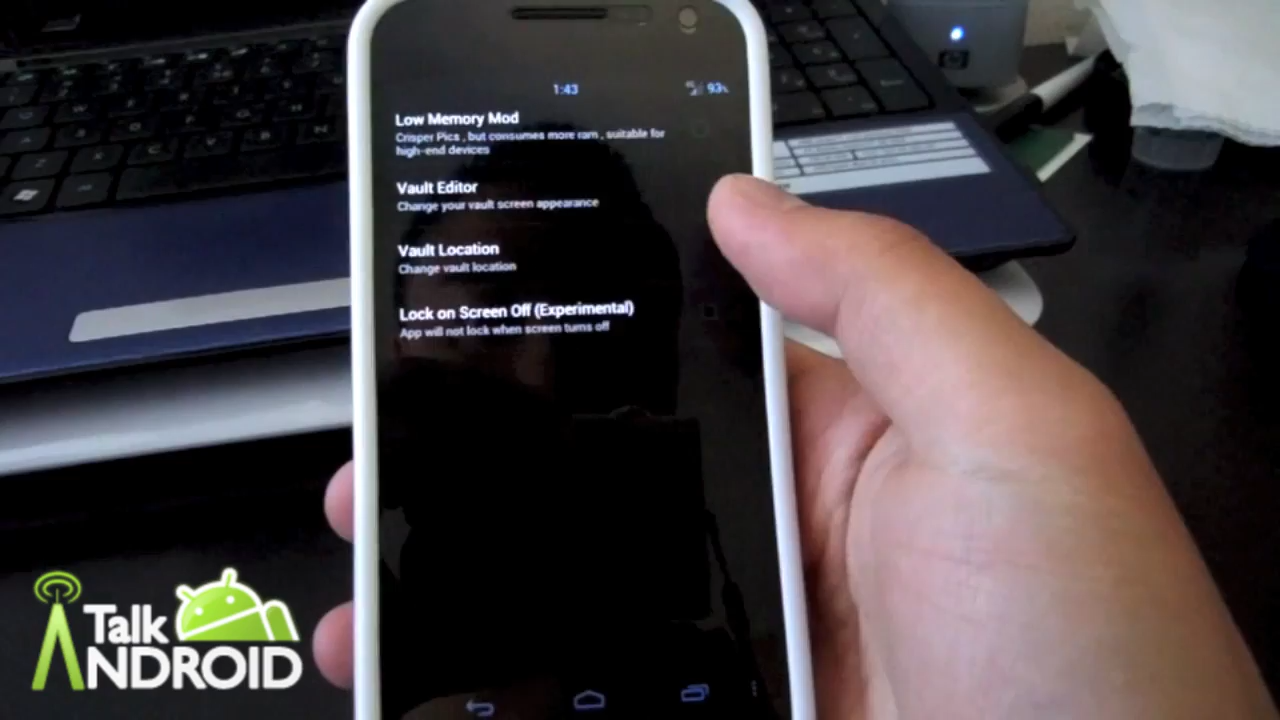 1:43
93%
Low Memory Mod
Crisper Pics , but consumes more ram , suitable for
high-end devices
Vault Editor
Change your vault screen appearance
Vault Location
Change vault location
Lock on Screen Off (Experimental)
App will not lock when screen turns off
Talk
ANDROID